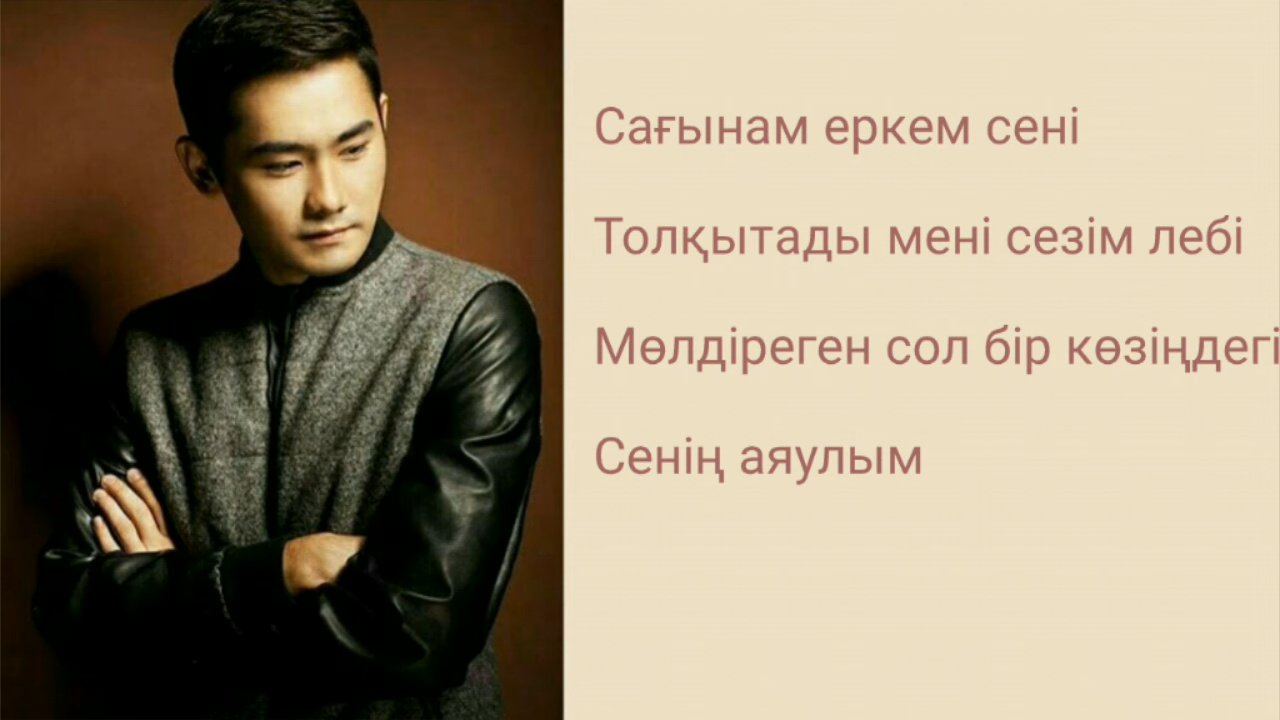 Сағынам еркем сені
Толқытады мені сезім лебі
Мөлдіреген сол бір көзіңдегі
Сенің аяулым